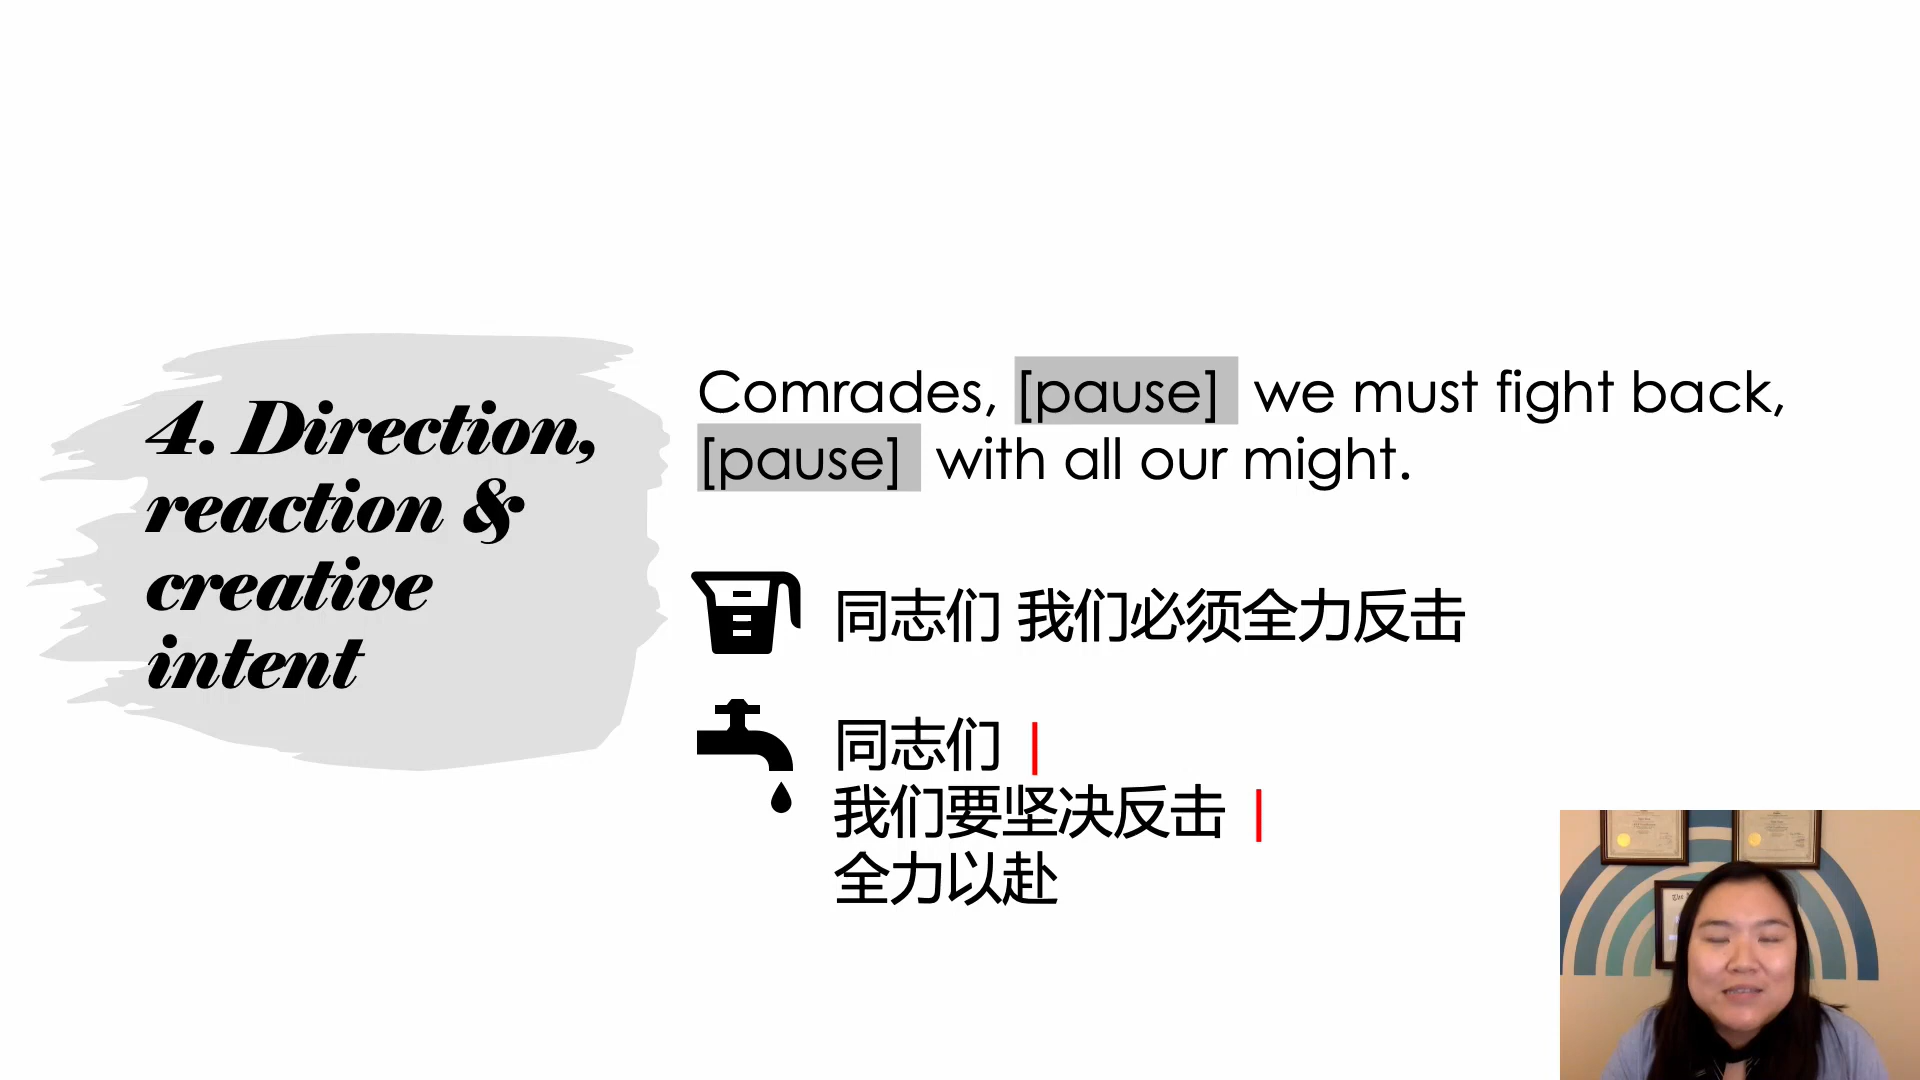 4. Direction,
reaction &
creative
intent
Comrades, [pause] we must fight back,
[pause] with all our might.
同志们 我们必须全力反击
同志们 |
我们要坚决反击 |
全力以赴